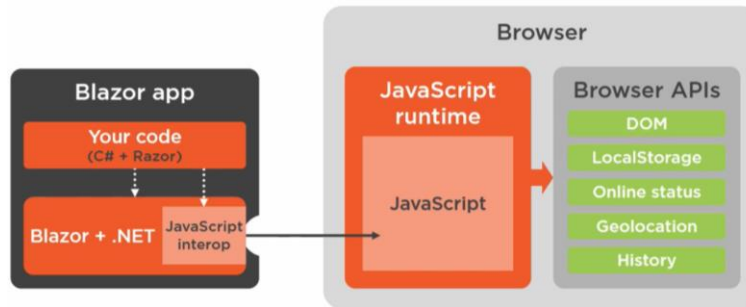 Browser
Blazor app
Your code
(C# + Razor)
Blazor + .NET
JavaScript
interop
JavaScript
runtime
JavaScript
Browser APIs
DOM
LocalStorage
Online status
Geolocation
History